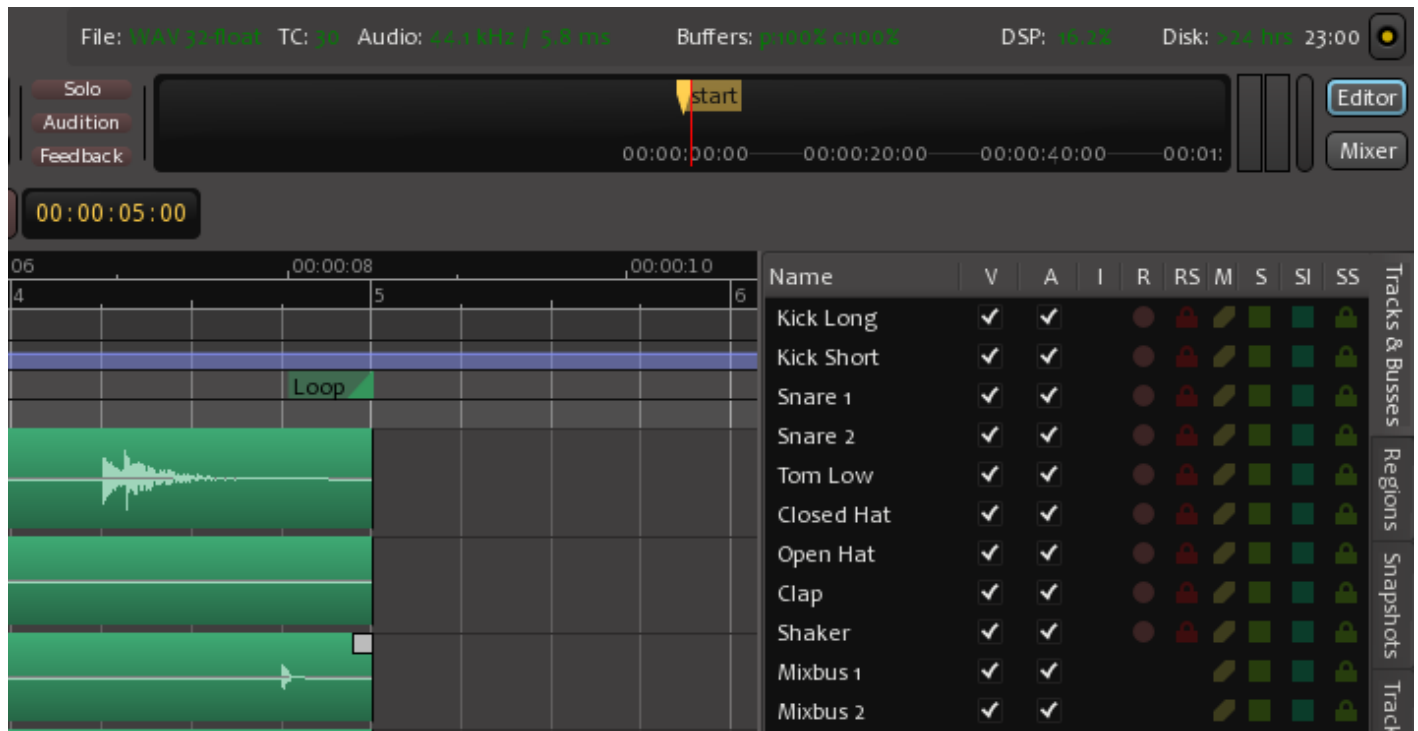 File: WAV 32-float TC: 30 Audio: 44.1 kHz / 5.8 ms Buffers: p:100% c:100% DSP: 16.2% Disk: >24 hrs 23:00
Solo
Audition
Feedback
start
00:00:00:00 00:00:20:00 00:00:40:00 00:01:
Editor
Mixer
00:00:05:00
06 00:00:08 00:00:10
4 5 6
Loop
Name V A I R RS M S SI SS
Kick Long
Kick Short
Snare 1
Snare 2
Tom Low
Closed Hat
Open Hat
Clap
Shaker
Mixbus 1
Mixbus 2
Tracks & Busses
Regions
Snapshots
Track